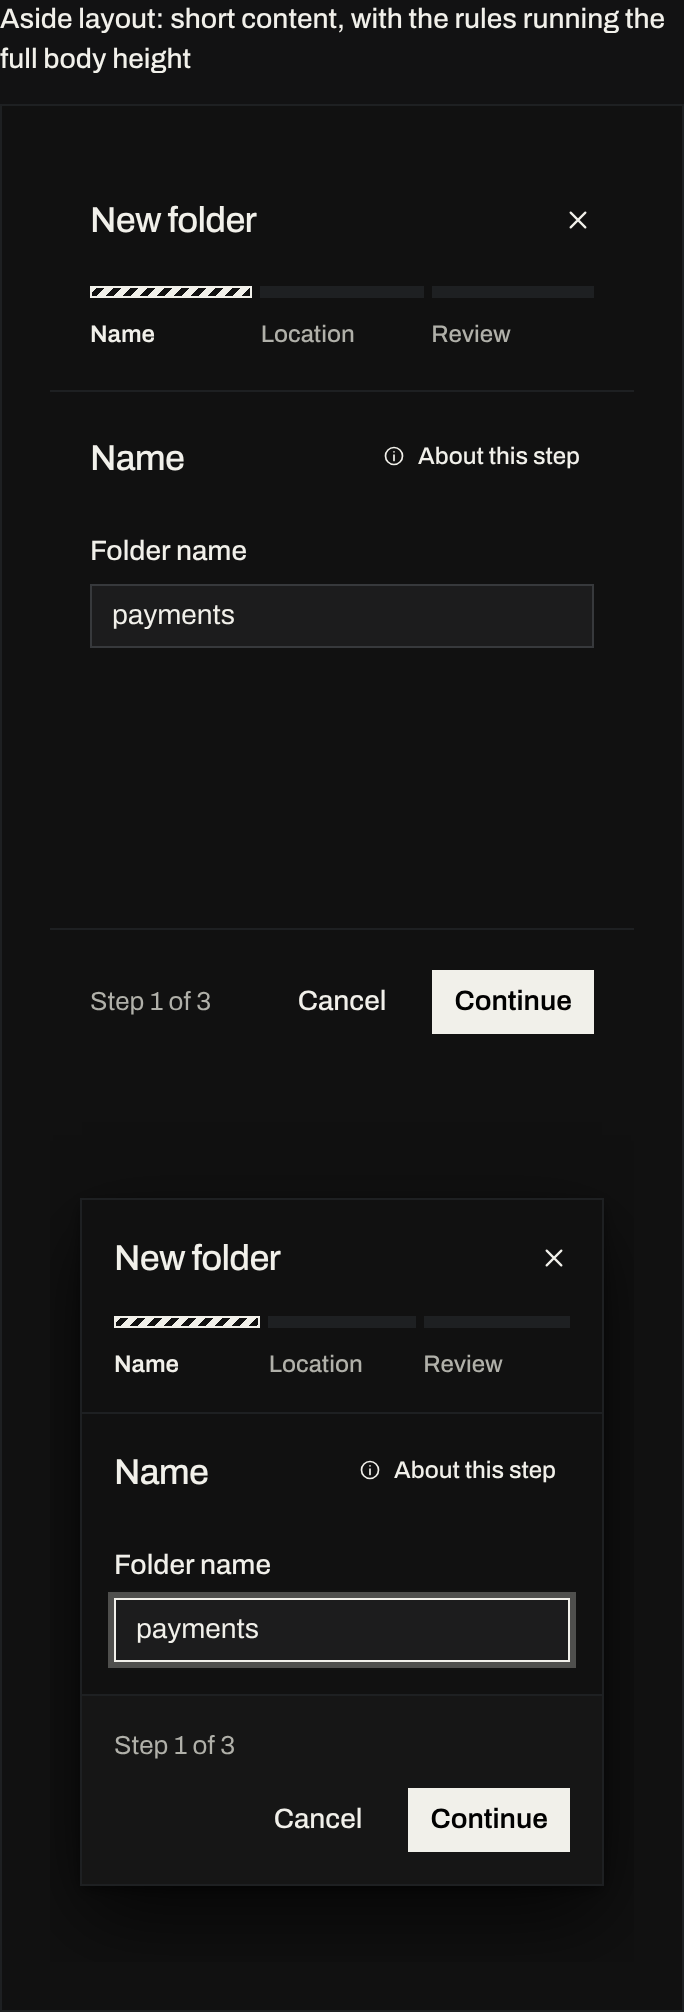 Aside layout: short content, with the rules running the
full body height
New folder
Name Location Review
Name About this step
Folder name
payments
Step 1 of 3 Cancel Continue
New folder
Name Location Review
Name About this step
Folder name
payments
Step 1 of 3
Cancel Continue